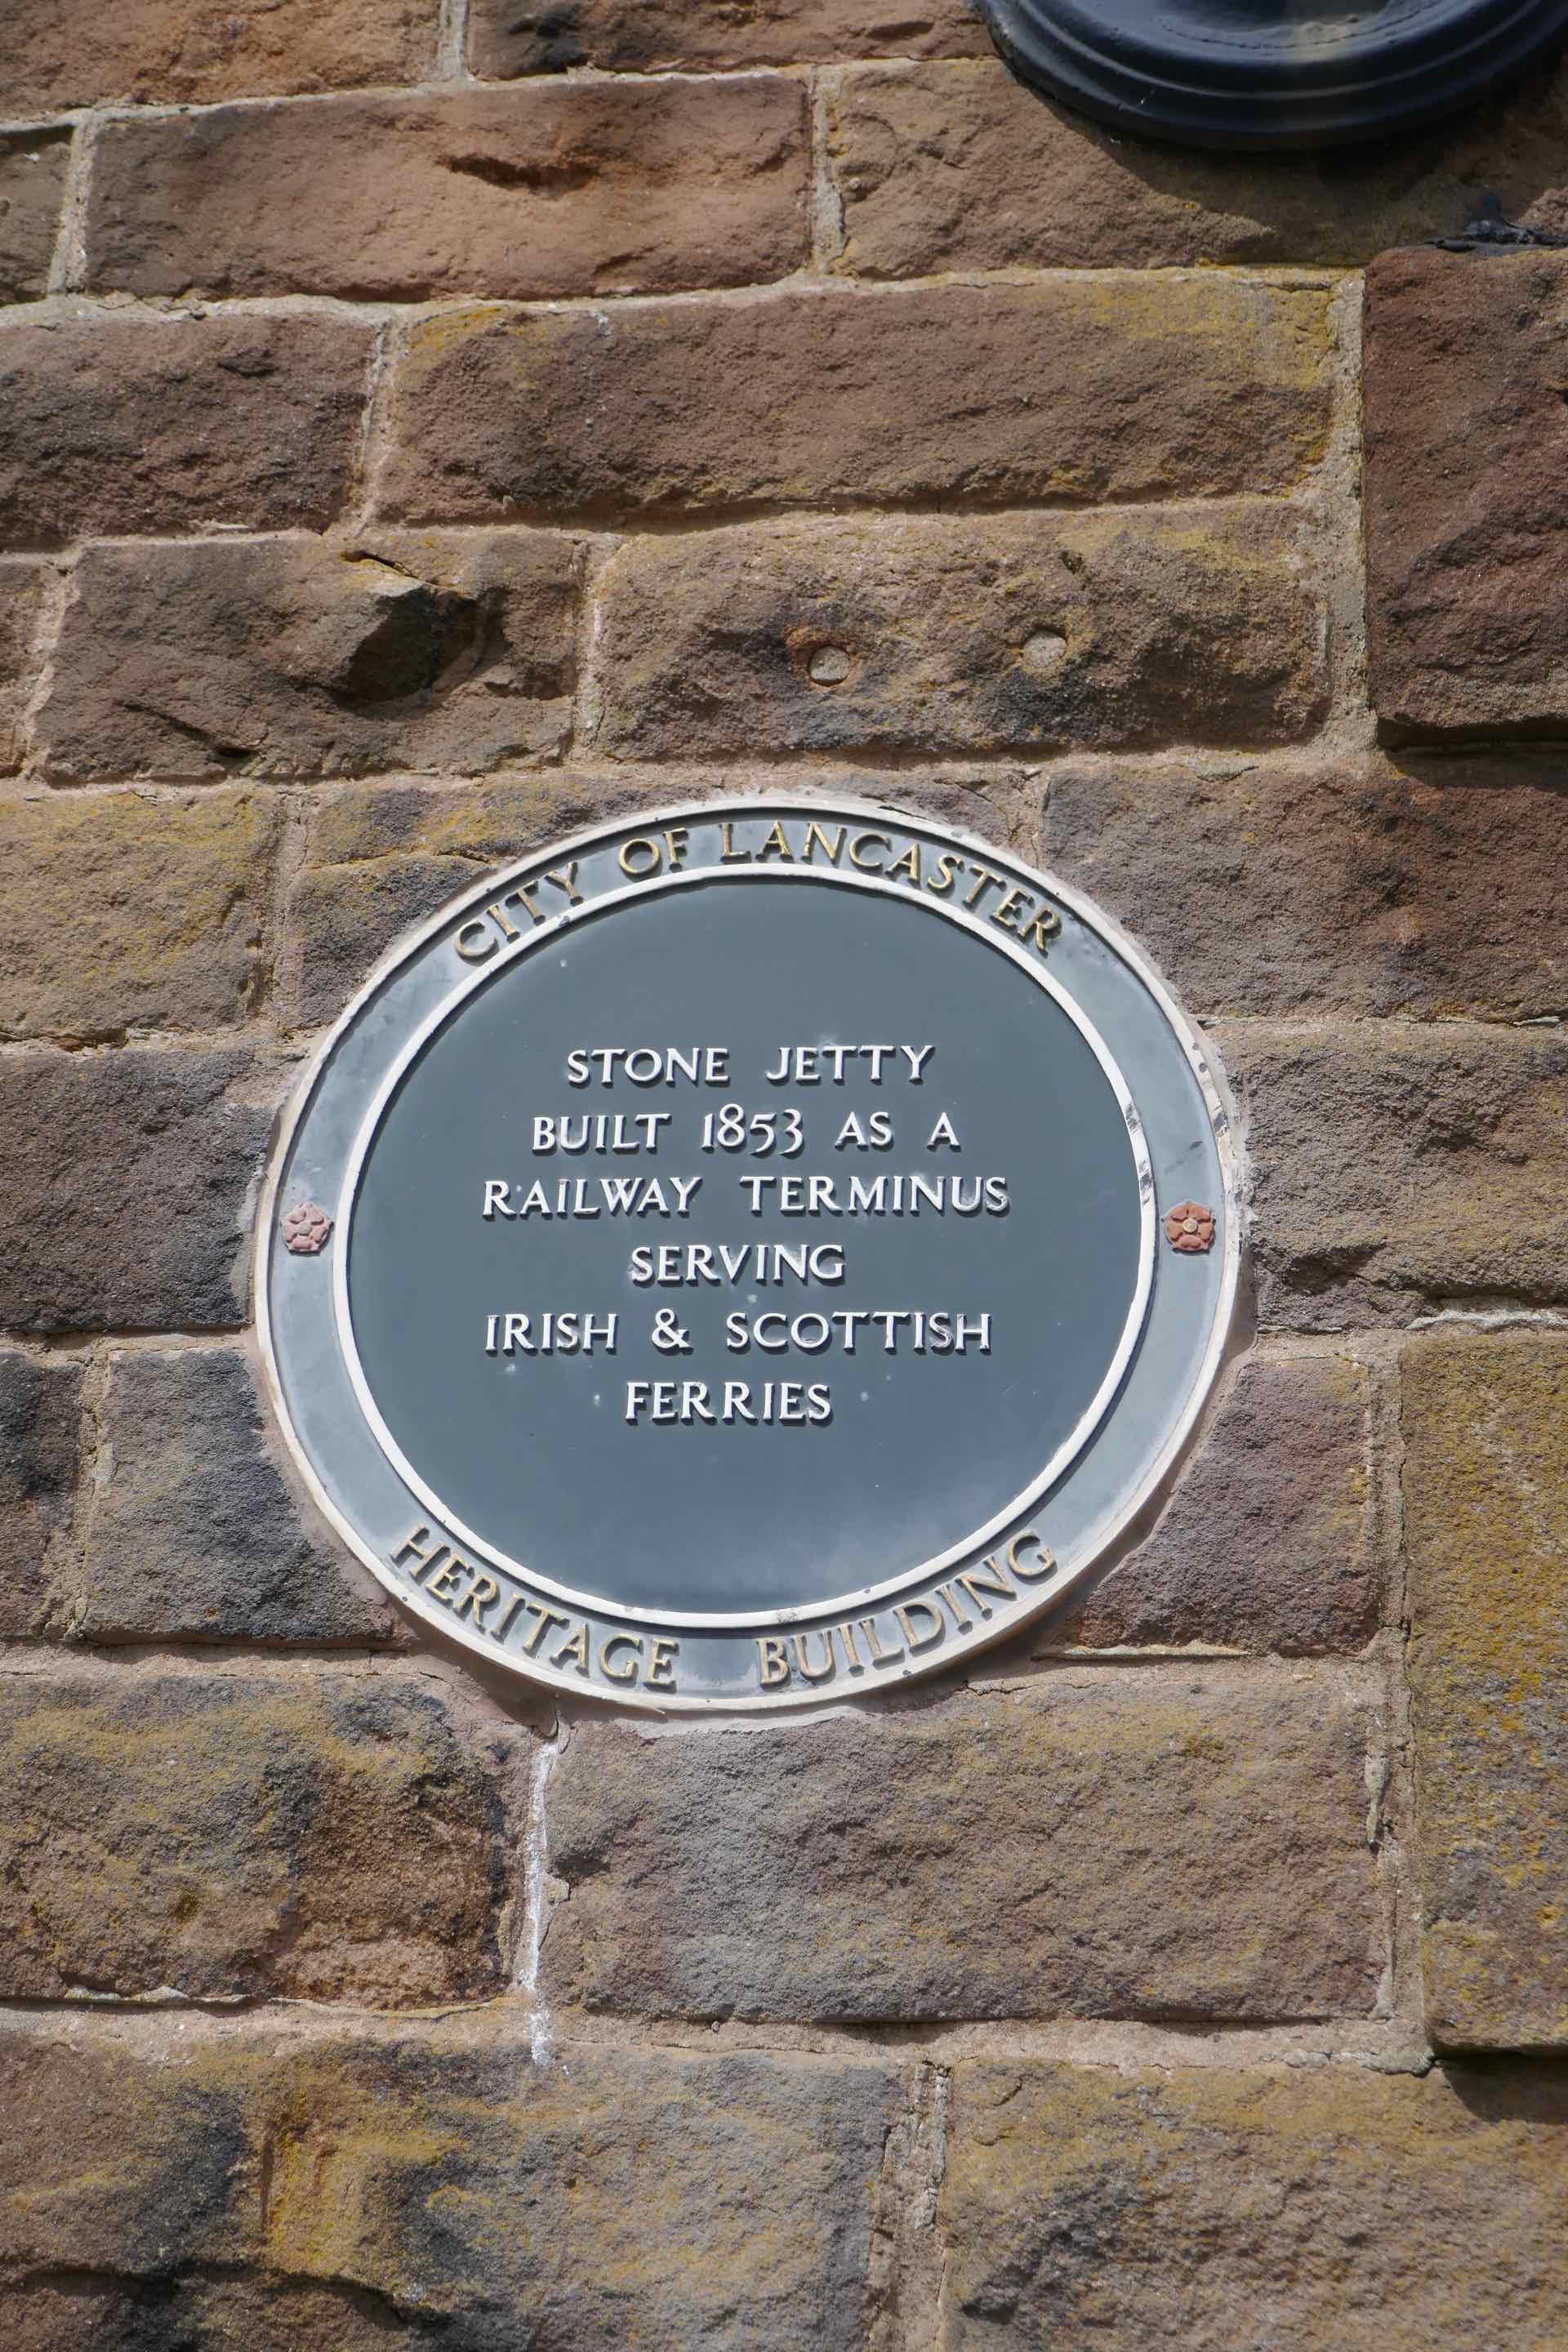 CITY OF LANCASTER
STONE JETTY
BUILT 1853 AS A
RAILWAY TERMINUS
SERVING
IRISH & SCOTTISH
FERRIES
HERITAGE BUILDING